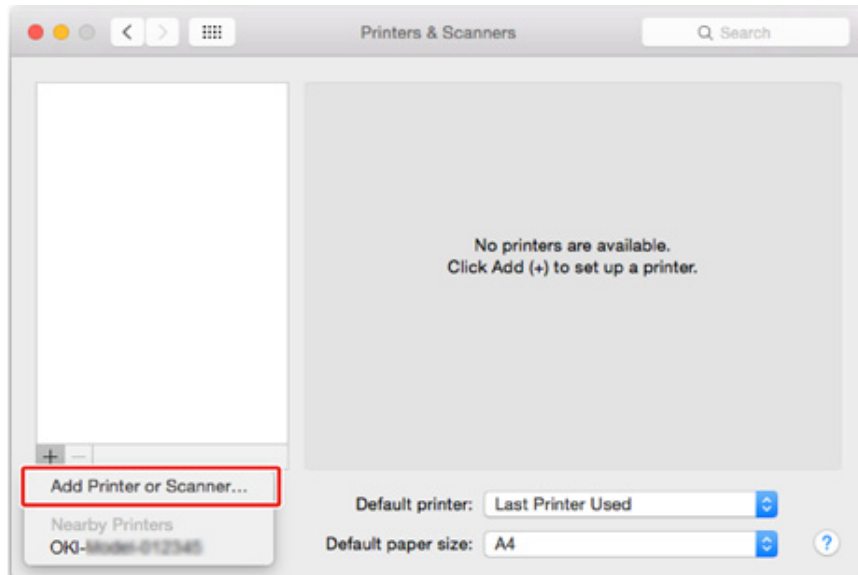 Printers & Scanners
Search
No printers are available.
Click Add (+) to set up a printer.
Add Printer or Scanner...
Nearby Printers
OKI-
Default printer: Last Printer Used
Default paper size: A4
?